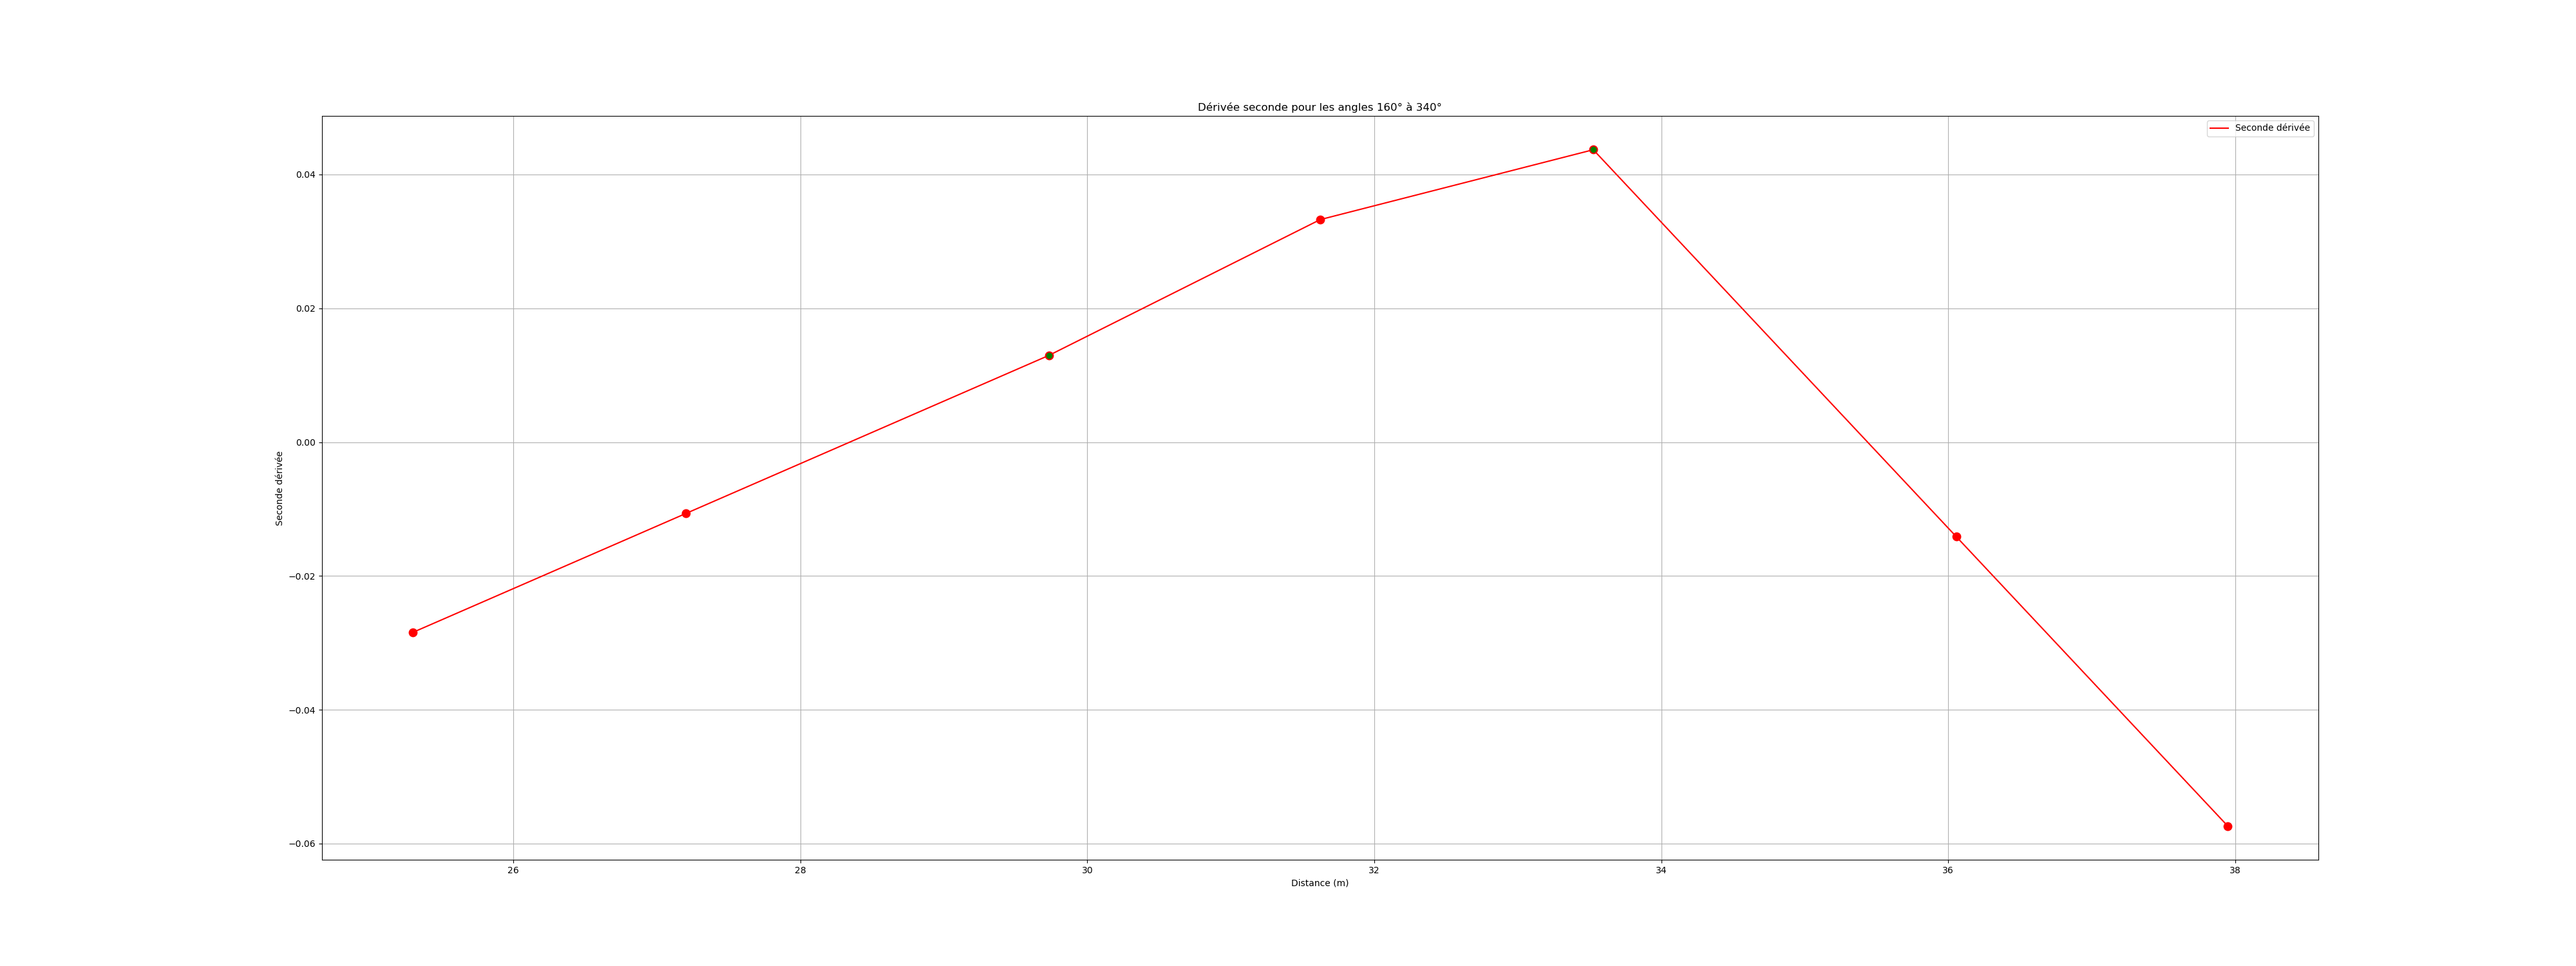 Dérivée seconde pour les angles 160° à 340°
Seconde dérivée
0.04
0.02
0.00
−0.02
−0.04
−0.06
Seconde dérivée
26 28 30 32 34 36 38
Distance (m)